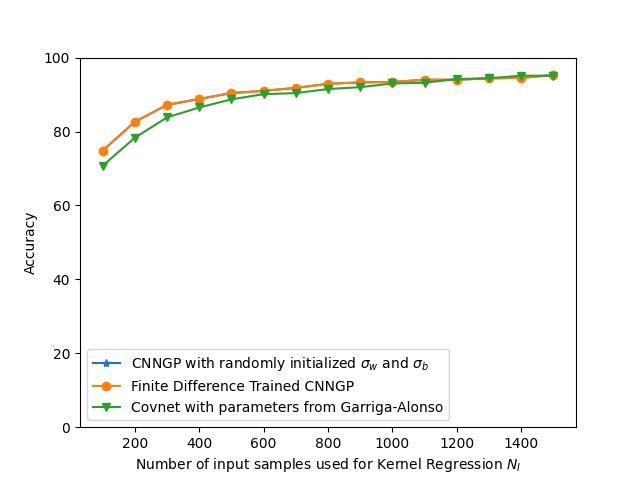 100
80
60
40
20
0
Accuracy
CNNGP with randomly initialized σ_w and σ_b
Finite Difference Trained CNNGP
Covnet with parameters from Garriga-Alonso
200 400 600 800 1000 1200 1400
Number of input samples used for Kernel Regression N_I